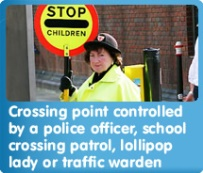 STOP
CHILDREN
Crossing point controlled
by a police officer, school
crossing patrol, lollipop
lady or traffic warden